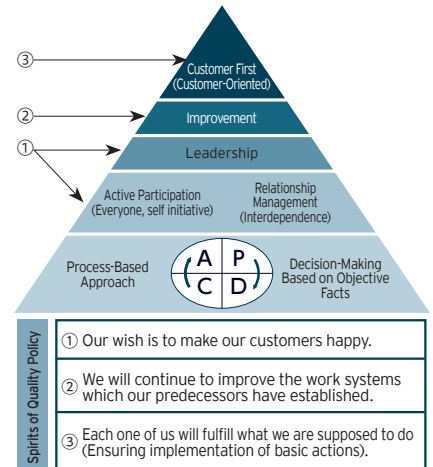 ③
Customer First
(Customer-Oriented)
②
Improvement
①
Leadership
Active Participation
(Everyone, self initiative)
Relationship
Management
(Interdependence)
Process-Based
Approach
A P
C D
Decision-Making
Based on Objective
Facts
Spirits of Quality Policy
① Our wish is to make our customers happy.
② We will continue to improve the work systems
which our predecessors have established.
③ Each one of us will fulfill what we are supposed to do
(Ensuring implementation of basic actions).